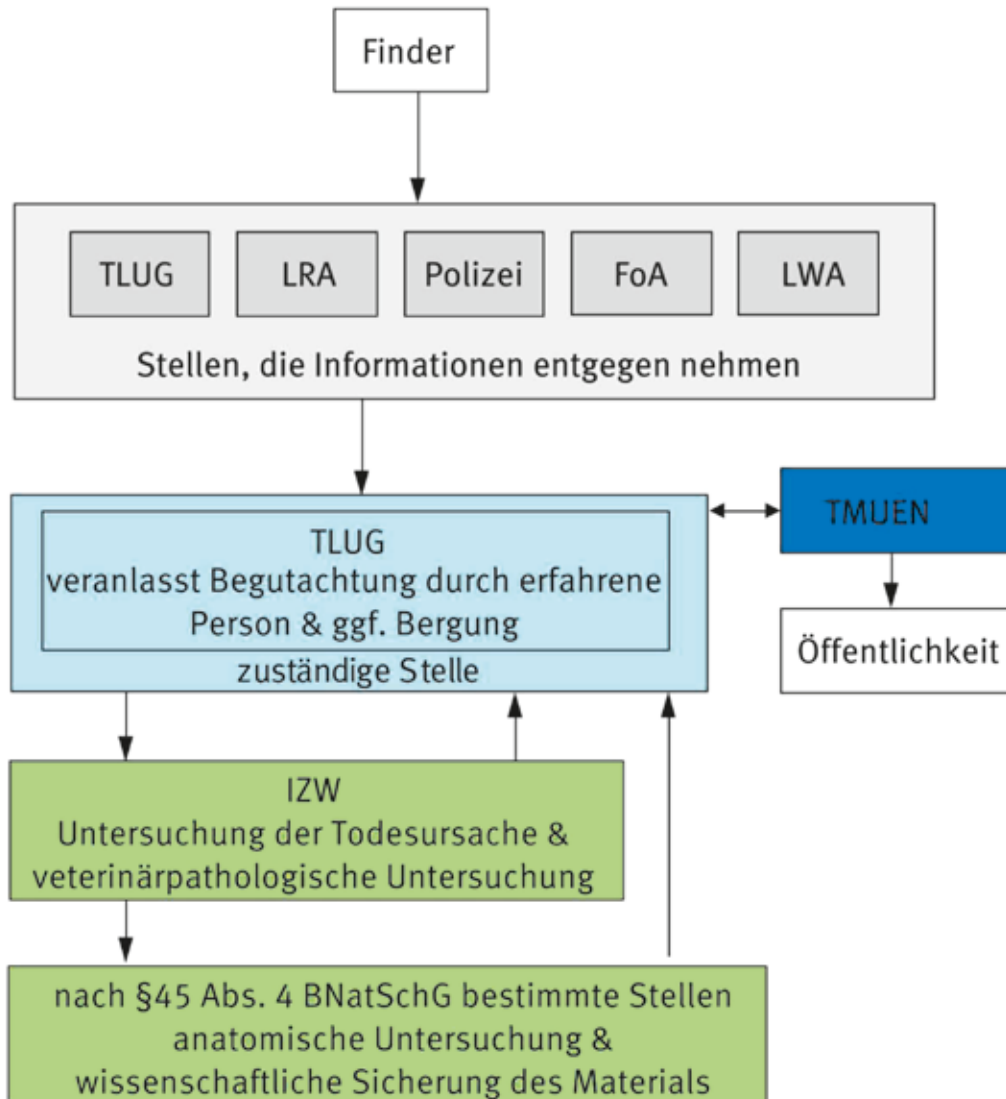 Finder
TLUG
LRA
Polizei
FoA
LWA
Stellen, die Informationen entgegen nehmen
TLUG
veranlasst Begutachtung durch erfahrene
Person & ggf. Bergung
zuständige Stelle
TMUEN
Öffentlichkeit
IZW
Untersuchung der Todesursache &
veterinärpathologische Untersuchung
nach §45 Abs. 4 BNatSchG bestimmte Stellen
anatomische Untersuchung &
wissenschaftliche Sicherung des Materials